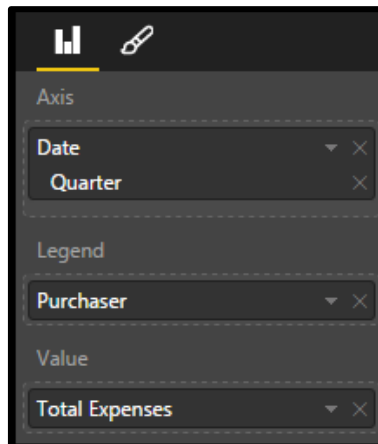 Axis
Date
Quarter
Legend
Purchaser
Value
Total Expenses